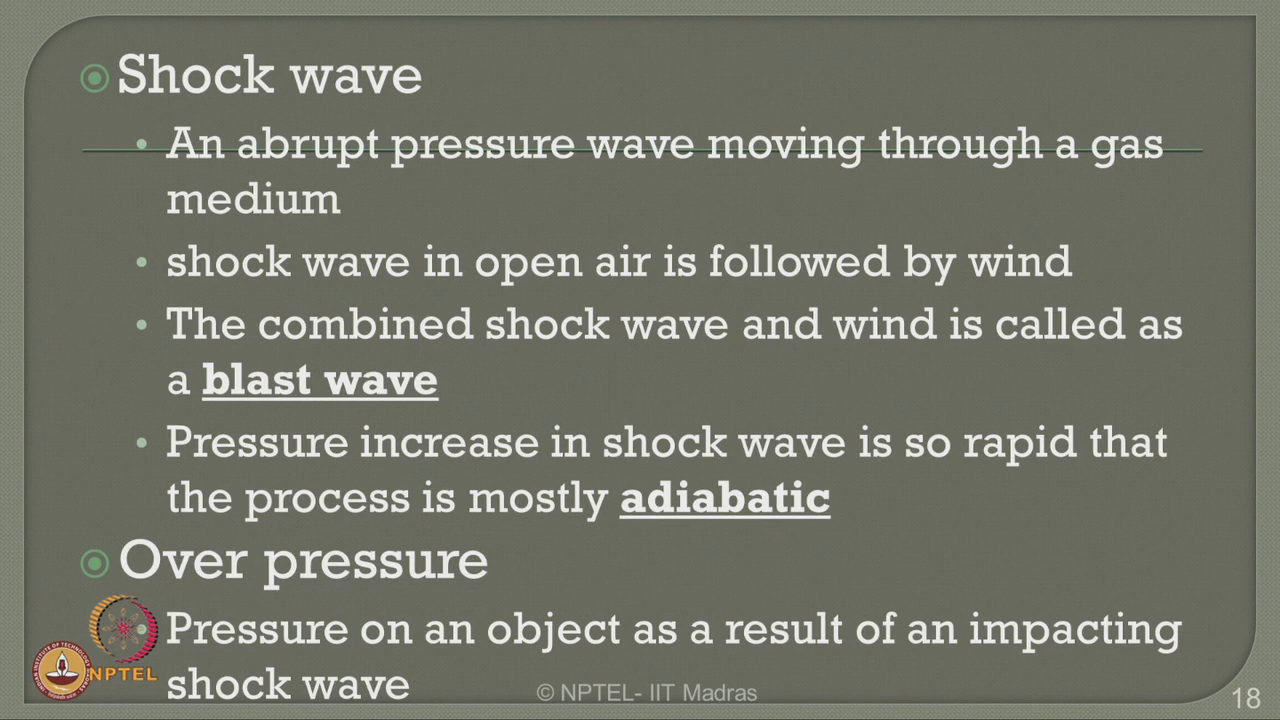 Shock wave
• An abrupt pressure wave moving through a gas
medium
• shock wave in open air is followed by wind
• The combined shock wave and wind is called as
a blast wave
• Pressure increase in shock wave is so rapid that
the process is mostly adiabatic
Over pressure
Pressure on an object as a result of an impacting
shock wave
NPTEL
© NPTEL- IIT Madras
18